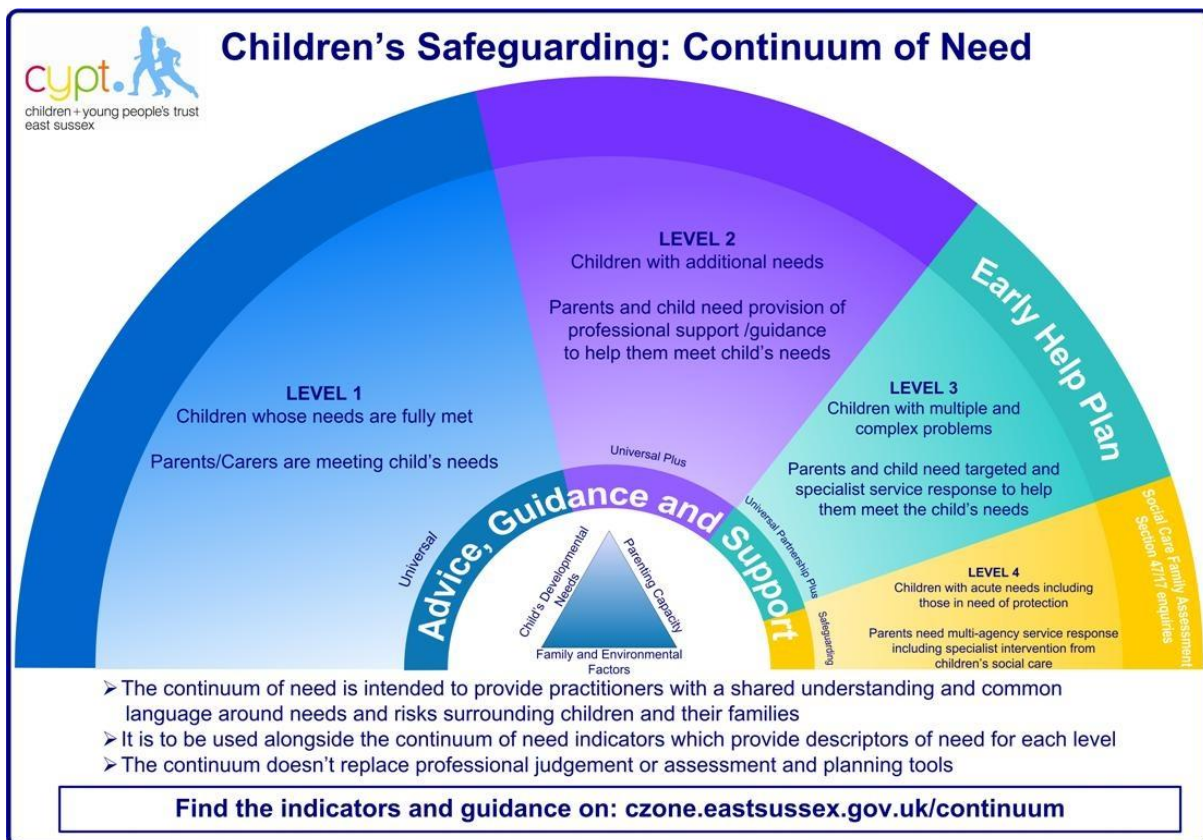 Children's Safeguarding: Continuum of Need
cypt.
children + young people's trust
east sussex
LEVEL 1
Children whose needs are fully met
Parents/Carers are meeting child's needs
LEVEL 2
Children with additional needs
Parents and child need provision of
professional support /guidance
to help them meet child's needs
LEVEL 3
Children with multiple and
complex problems
Parents and child need targeted and
specialist service response to help
them meet the child's needs
Early Help Plan
LEVEL 4
Children with acute needs including
those in need of protection
Parents need multi-agency service response
including specialist intervention from
children's social care
Social Care Family Assessment
Section 47/17 enquiries
Universal
Universal Plus
Universal Partnership Plus
Safeguarding
Advice, Guidance and Support
Child's Developmental
Needs
Parenting Capacity
Family and Environmental
Factors
➢ The continuum of need is intended to provide practitioners with a shared understanding and common
language around needs and risks surrounding children and their families
➢ It is to be used alongside the continuum of need indicators which provide descriptors of need for each level
➢ The continuum doesn't replace professional judgement or assessment and planning tools
Find the indicators and guidance on: czone.eastsussex.gov.uk/continuum